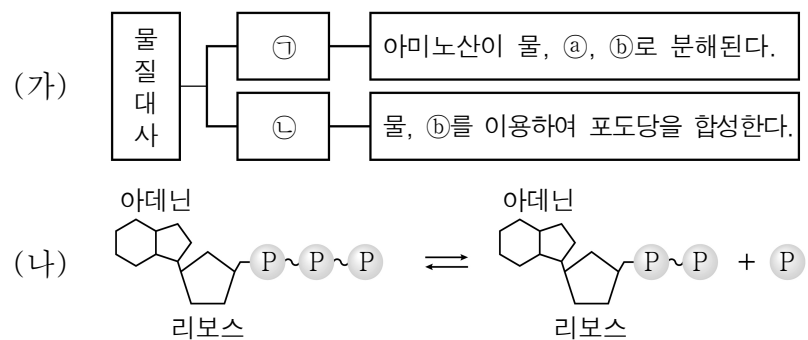 (가)
물질대사
㉠
아미노산이 물, ⓐ, ⓑ로 분해된다.
㉡
물, ⓑ를 이용하여 포도당을 합성한다.
(나)
아데닌
P~P~P
리보스
⇌
아데닌
P~P + P
리보스